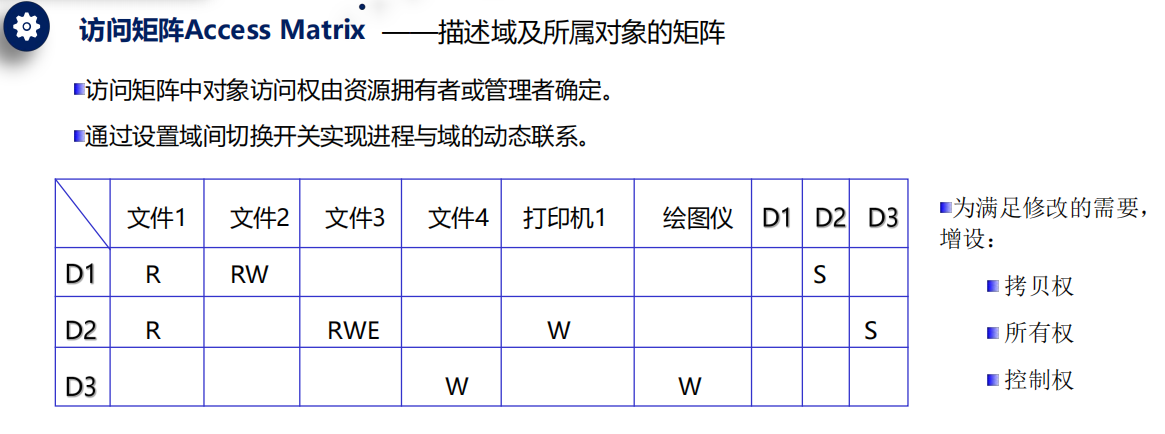 访问矩阵Access Matrix ——描述域及所属对象的矩阵
访问矩阵中对象访问权由资源拥有者或管理者确定。
通过设置域间切换开关实现进程与域的动态联系。
文件1 文件2 文件3 文件4 打印机1 绘图仪 D1 D2 D3
D1 R RW S
D2 R RWE W S
D3 W W
为满足修改的需要，
增设：
拷贝权
所有权
控制权